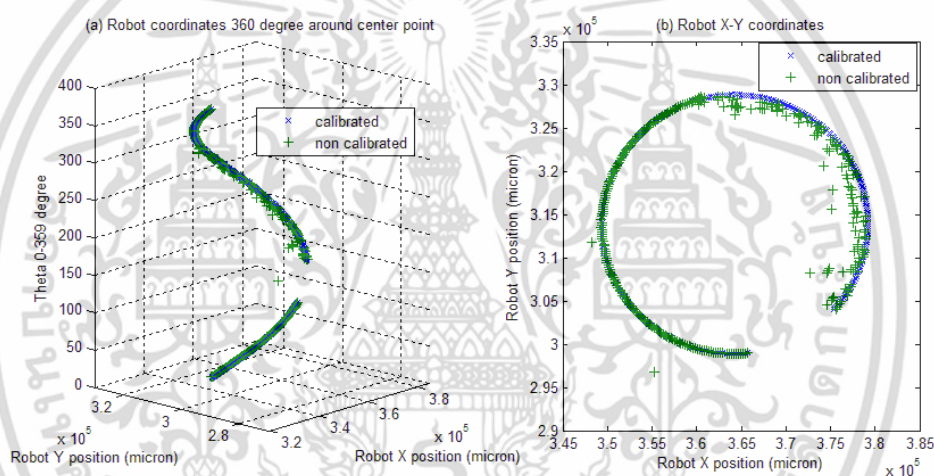 (a) Robot coordinates 360 degree around center point
400
350
300
250
200
150
100
50
0
Theta 0-359 degree
calibrated
non calibrated
3.2
3
2.8
x 10^5
Robot Y position (micron)
3.2
3.4
3.6
3.8
x 10^5
Robot X position (micron)
(b) Robot X-Y coordinates
x 10^5
3.35
3.3
3.25
3.2
3.15
3.1
3.05
3
2.95
2.9
Robot Y position (micron)
calibrated
non calibrated
3.45
3.5
3.55
3.6
3.65
3.7
3.75
3.8
3.85
x 10^5
Robot X position (micron)